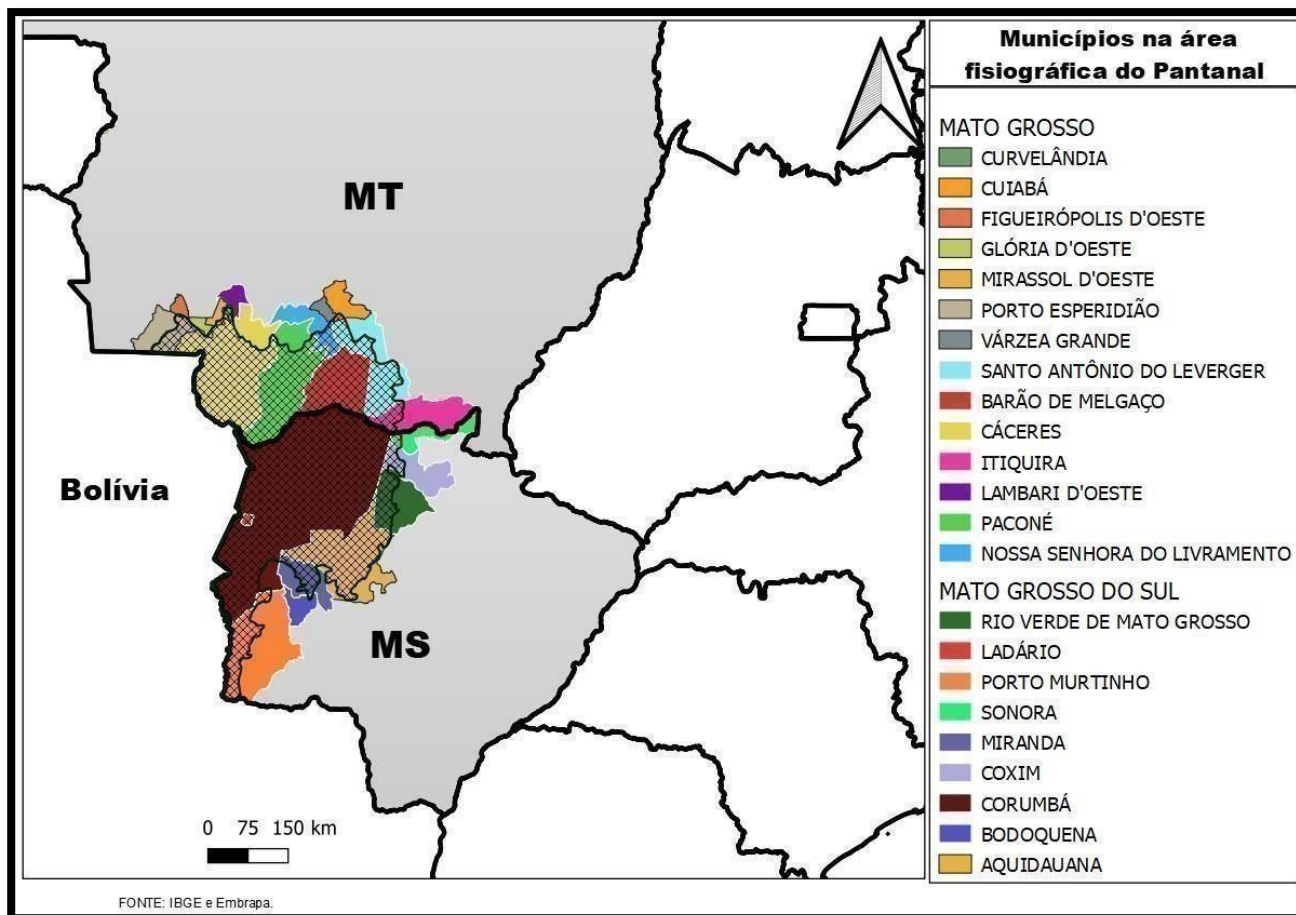 Municípios na área
fisiográfica do Pantanal
MATO GROSSO
CURVELÂNDIA
CUIABÁ
FIGUEIRÓPOLIS D'OESTE
GLÓRIA D'OESTE
MIRASSOL D'OESTE
PORTO ESPERIDIÃO
VÁRZEA GRANDE
SANTO ANTÔNIO DO LEVERGER
BARÃO DE MELGAÇO
CÁCERES
ITIQUIRA
LAMBARI D'OESTE
PACONÉ
NOSSA SENHORA DO LIVRAMENTO
MATO GROSSO DO SUL
RIO VERDE DE MATO GROSSO
LADÁRIO
PORTO MURTINHO
SONORA
MIRANDA
COXIM
CORUMBÁ
BODOQUENA
AQUIDAUANA
MT
Bolívia
MS
0 75 150 km
FONTE: IBGE e Embrapa.